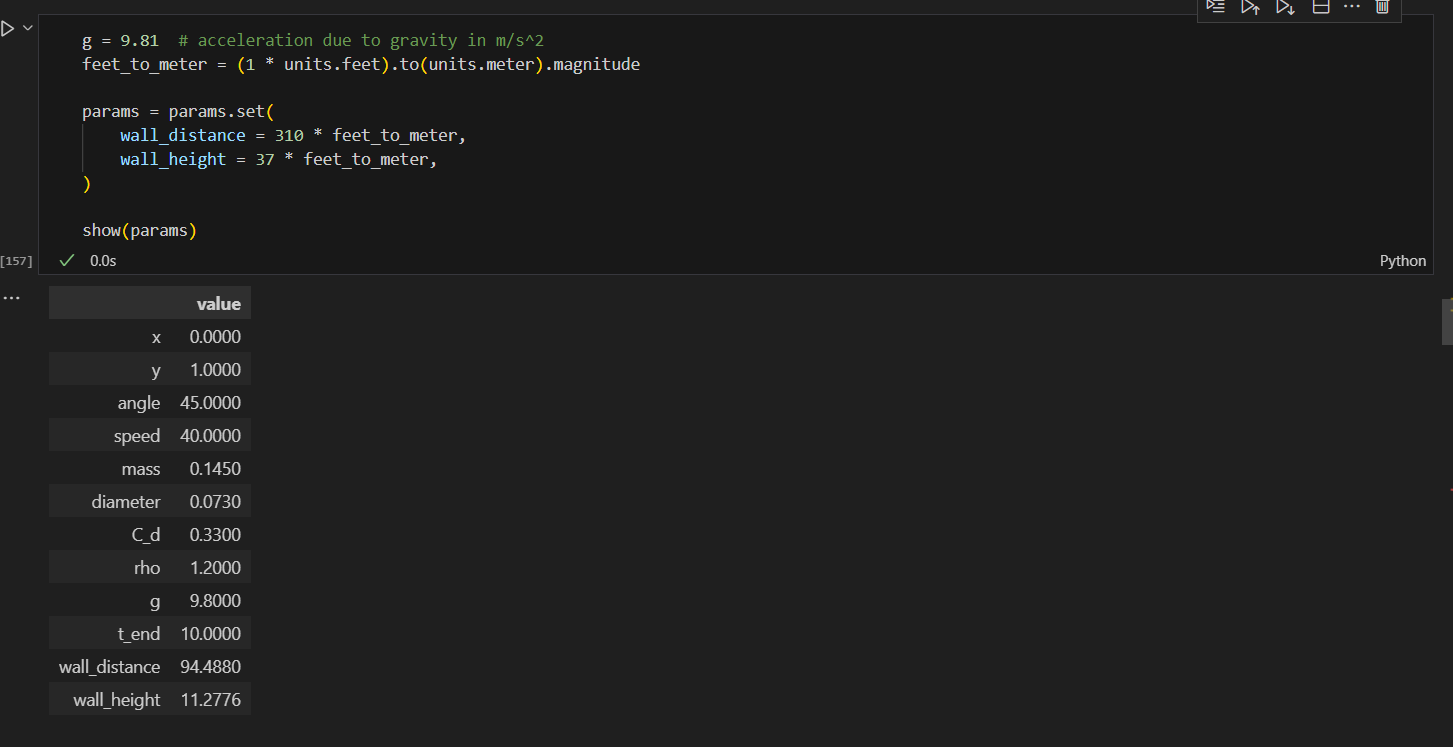 g = 9.81  # acceleration due to gravity in m/s^2
feet_to_meter = (1 * units.feet).to(units.meter).magnitude
params = params.set(
    wall_distance = 310 * feet_to_meter,
    wall_height = 37 * feet_to_meter,
)
show(params)
[157] 0.0s Python
value
x 0.0000
y 1.0000
angle 45.0000
speed 40.0000
mass 0.1450
diameter 0.0730
C_d 0.3300
rho 1.2000
g 9.8000
t_end 10.0000
wall_distance 94.4880
wall_height 11.2776